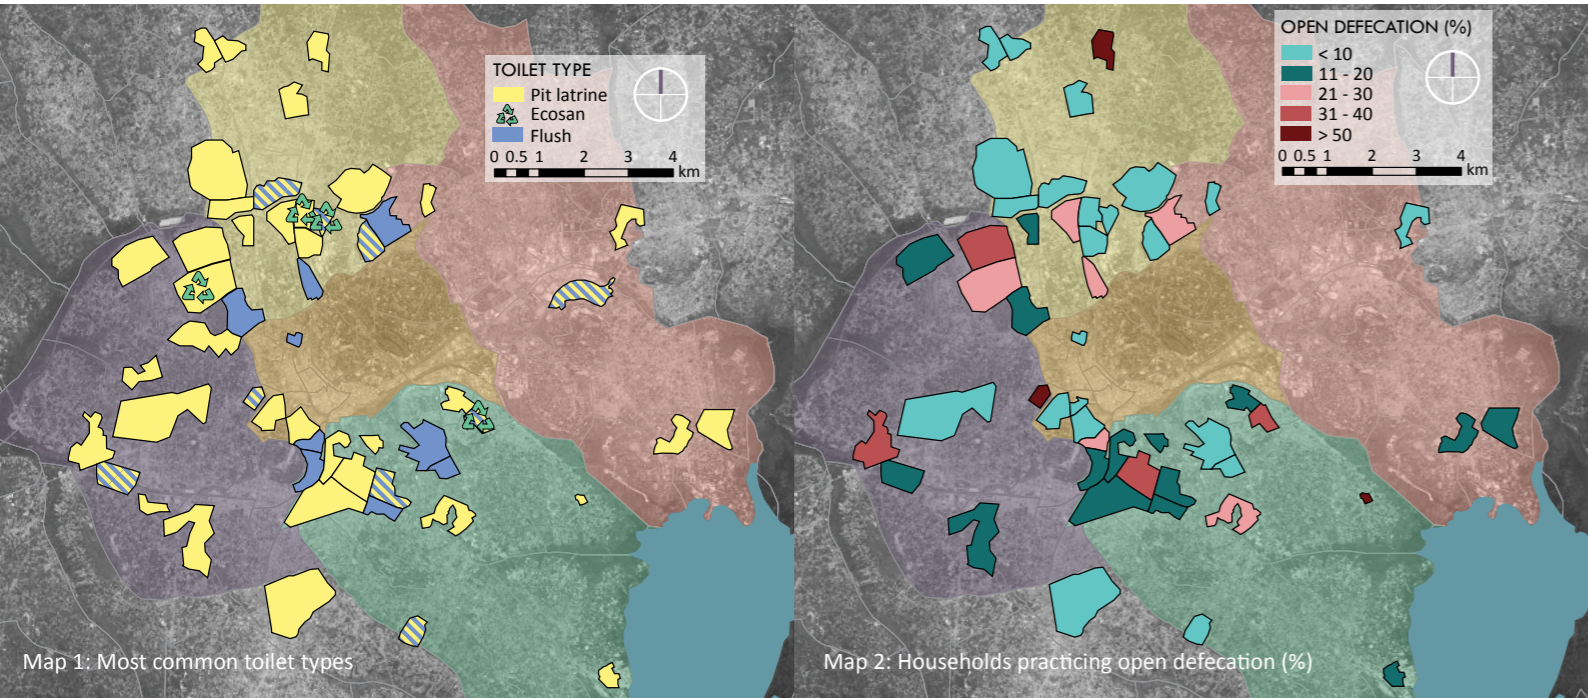 TOILET TYPE
Pit latrine
Ecosan
Flush
0 0.5 1 2 3 4
km
Map 1: Most common toilet types
OPEN DEFECATION (%)
< 10
11 - 20
21 - 30
31 - 40
> 50
0 0.5 1 2 3 4
km
Map 2: Households practicing open defecation (%)